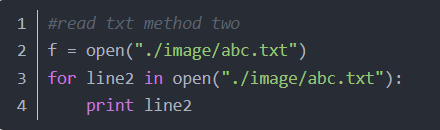 1 #read txt method two
2 f = open("./image/abc.txt")
3 for line2 in open("./image/abc.txt"):
4     print line2